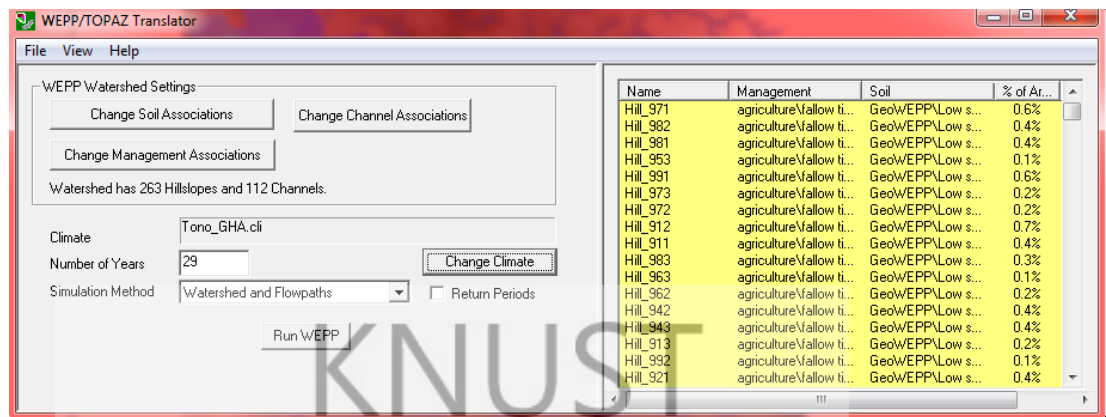 WEPP/TOPAZ Translator
File View Help
WEPP Watershed Settings
Change Soil Associations
Change Channel Associations
Change Management Associations
Watershed has 263 Hillslopes and 112 Channels.
Climate Tono_GHA.cli
Number of Years 29 Change Climate
Simulation Method Watershed and Flowpaths Return Periods
Run WEPP
Name Management Soil % of Ar...
Hill_971 agriculture\fallow ti... GeoWEPP\Low s... 0.6%
Hill_982 agriculture\fallow ti... GeoWEPP\Low s... 0.4%
Hill_981 agriculture\fallow ti... GeoWEPP\Low s... 0.4%
Hill_953 agriculture\fallow ti... GeoWEPP\Low s... 0.1%
Hill_991 agriculture\fallow ti... GeoWEPP\Low s... 0.6%
Hill_973 agriculture\fallow ti... GeoWEPP\Low s... 0.2%
Hill_972 agriculture\fallow ti... GeoWEPP\Low s... 0.2%
Hill_912 agriculture\fallow ti... GeoWEPP\Low s... 0.7%
Hill_911 agriculture\fallow ti... GeoWEPP\Low s... 0.4%
Hill_983 agriculture\fallow ti... GeoWEPP\Low s... 0.3%
Hill_963 agriculture\fallow ti... GeoWEPP\Low s... 0.1%
Hill_962 agriculture\fallow ti... GeoWEPP\Low s... 0.2%
Hill_942 agriculture\fallow ti... GeoWEPP\Low s... 0.4%
Hill_943 agriculture\fallow ti... GeoWEPP\Low s... 0.4%
Hill_913 agriculture\fallow ti... GeoWEPP\Low s... 0.2%
Hill_992 agriculture\fallow ti... GeoWEPP\Low s... 0.1%
Hill_921 agriculture\fallow ti... GeoWEPP\Low s... 0.4%
KNUST